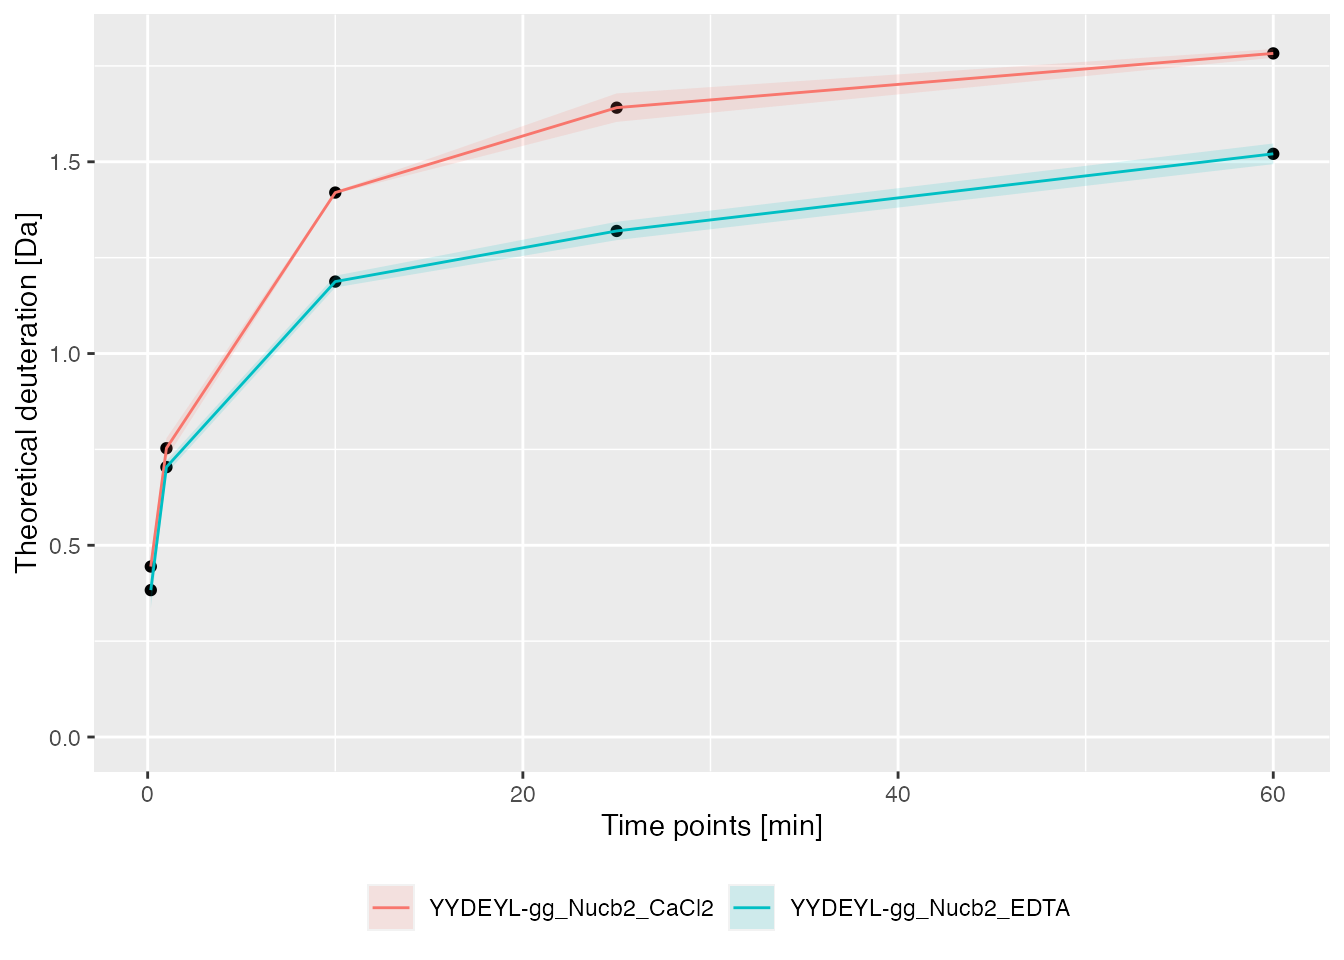 Theoretical deuteration [Da]
1.5
1.0
0.5
0.0
0 20 40 60
Time points [min]
YYDEYL-gg_Nucb2_CaCl2 YYDEYL-gg_Nucb2_EDTA